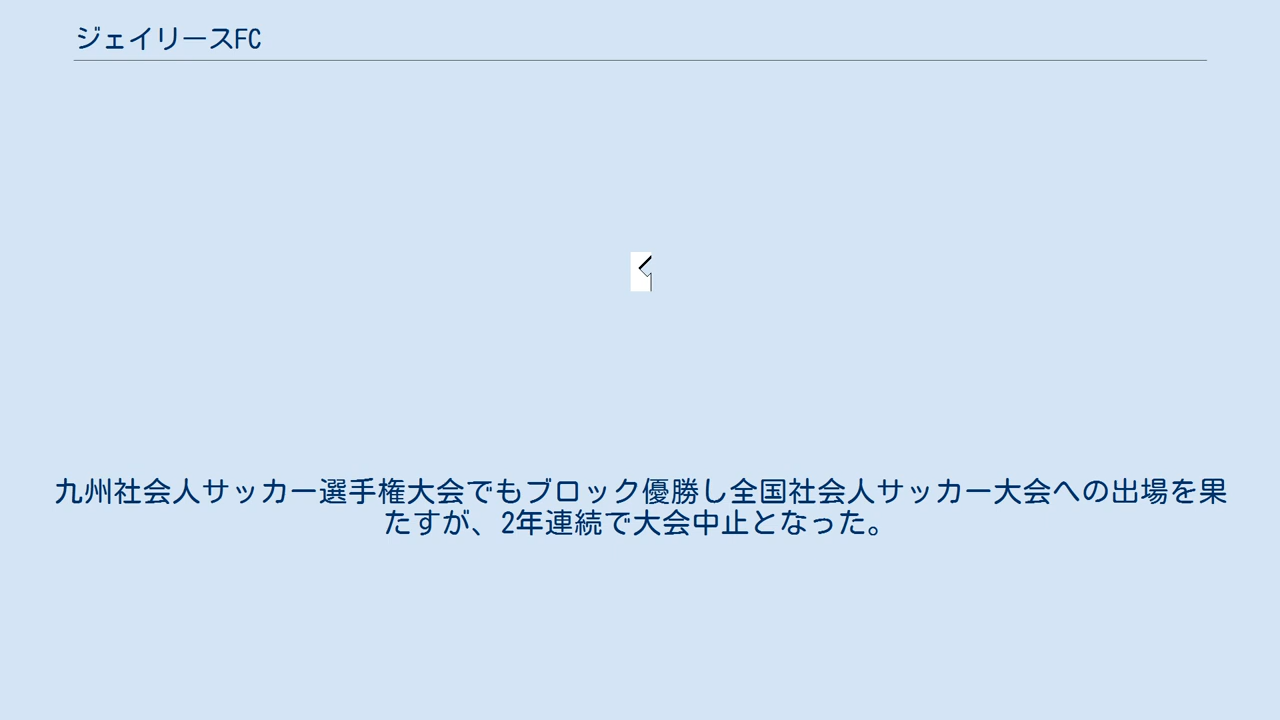 ジェイリースFC
九州社会人サッカー選手権大会でもブロック優勝し全国社会人サッカー大会への出場を果
たすが、2年連続で大会中止となった。